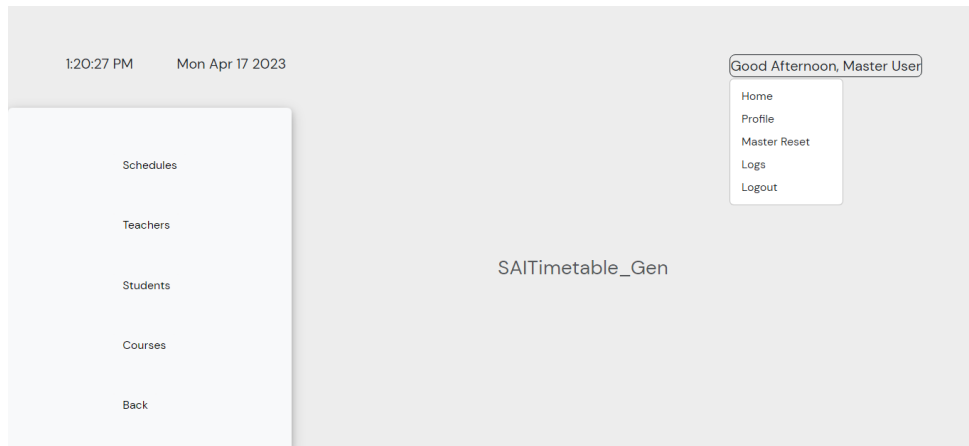 1:20:27 PM Mon Apr 17 2023
Good Afternoon, Master User
Home
Profile
Master Reset
Logs
Logout
Schedules
Teachers
Students
Courses
Back
SAITimetable_Gen